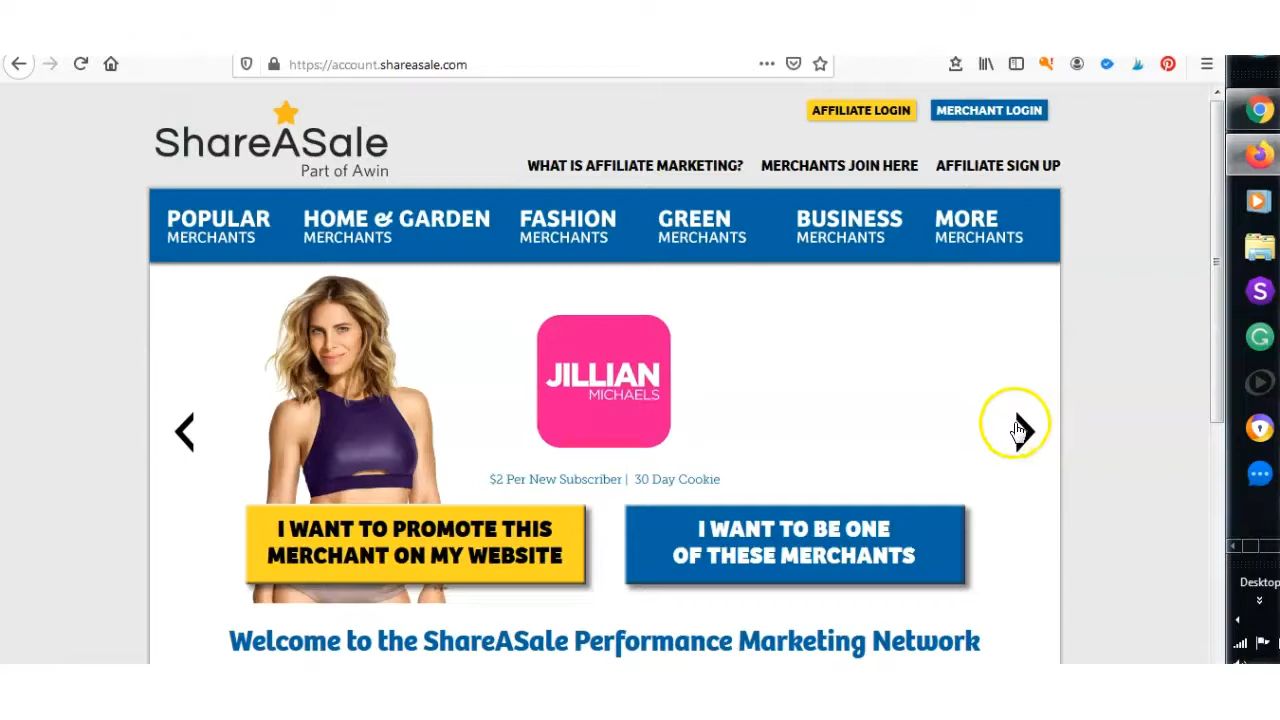 https://account.shareasale.com
AFFILIATE LOGIN
MERCHANT LOGIN
ShareASale
Part of Awin
WHAT IS AFFILIATE MARKETING?
MERCHANTS JOIN HERE
AFFILIATE SIGN UP
POPULAR
MERCHANTS
HOME & GARDEN
MERCHANTS
FASHION
MERCHANTS
GREEN
MERCHANTS
BUSINESS
MERCHANTS
MORE
MERCHANTS
JILLIAN
MICHAELS
$2 Per New Subscriber | 30 Day Cookie
I WANT TO PROMOTE THIS
MERCHANT ON MY WEBSITE
I WANT TO BE ONE
OF THESE MERCHANTS
Welcome to the ShareASale Performance Marketing Network
S
G
Desktop